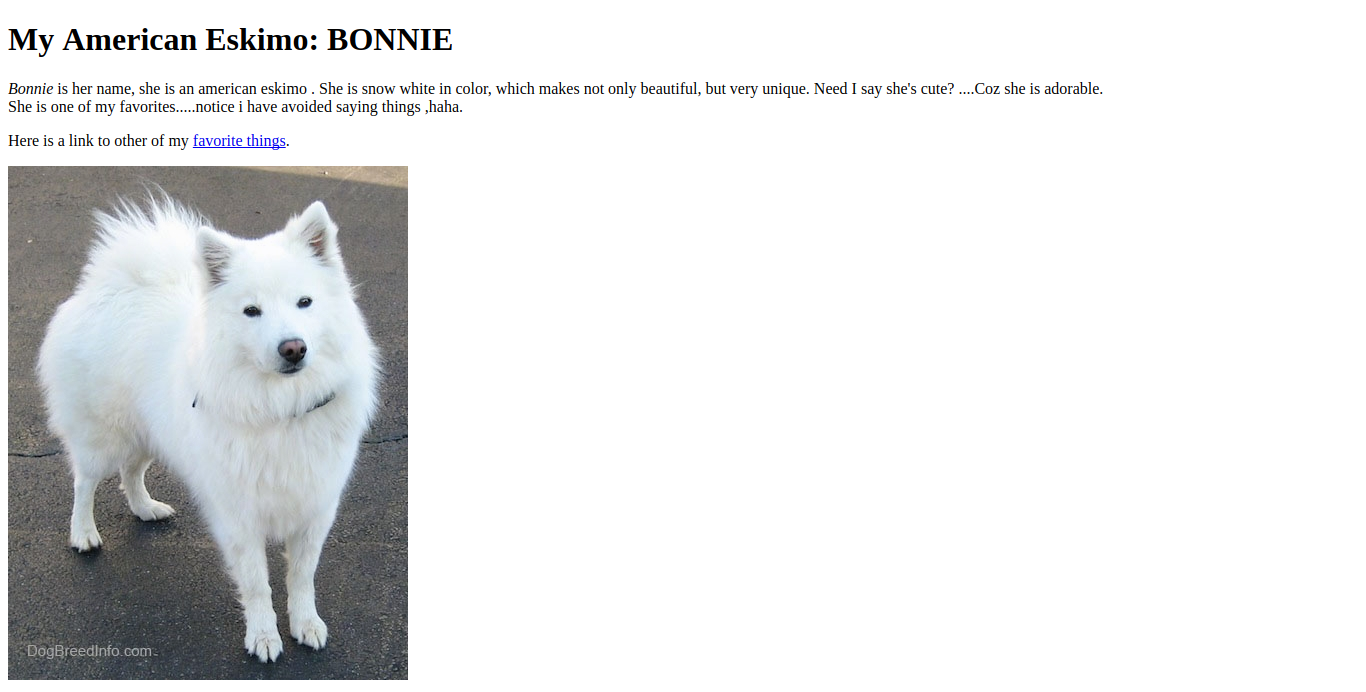 My American Eskimo: BONNIE
Bonnie is her name, she is an american eskimo . She is snow white in color, which makes not only beautiful, but very unique. Need I say she's cute? ....Coz she is adorable.
She is one of my favorites.....notice i have avoided saying things ,haha.
Here is a link to other of my favorite things.
DogBreedInfo.com